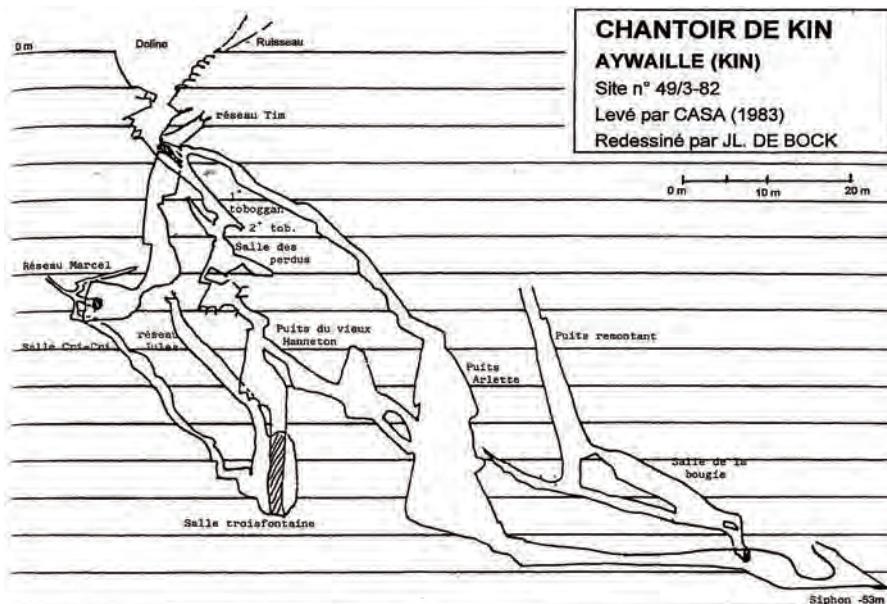 CHANTOIR DE KIN
AYWAILLE (KIN)
Site n° 49/3-82
Levé par CASA (1983)
Redessiné par JL. DE BOCK
0 m 10 m 20 m
0 m
Doline
Ruisseau
réseau Tim
1°
toboggan
2° tob.
Salle des
perdus
Réseau Marcel
Salle Cri-Cri
réseau
Jules
Puits du vieux
Hanneton
Puits
Arlette
Puits remontant
Salle de la
bougie
Salle troisfontaine
Siphon -53m